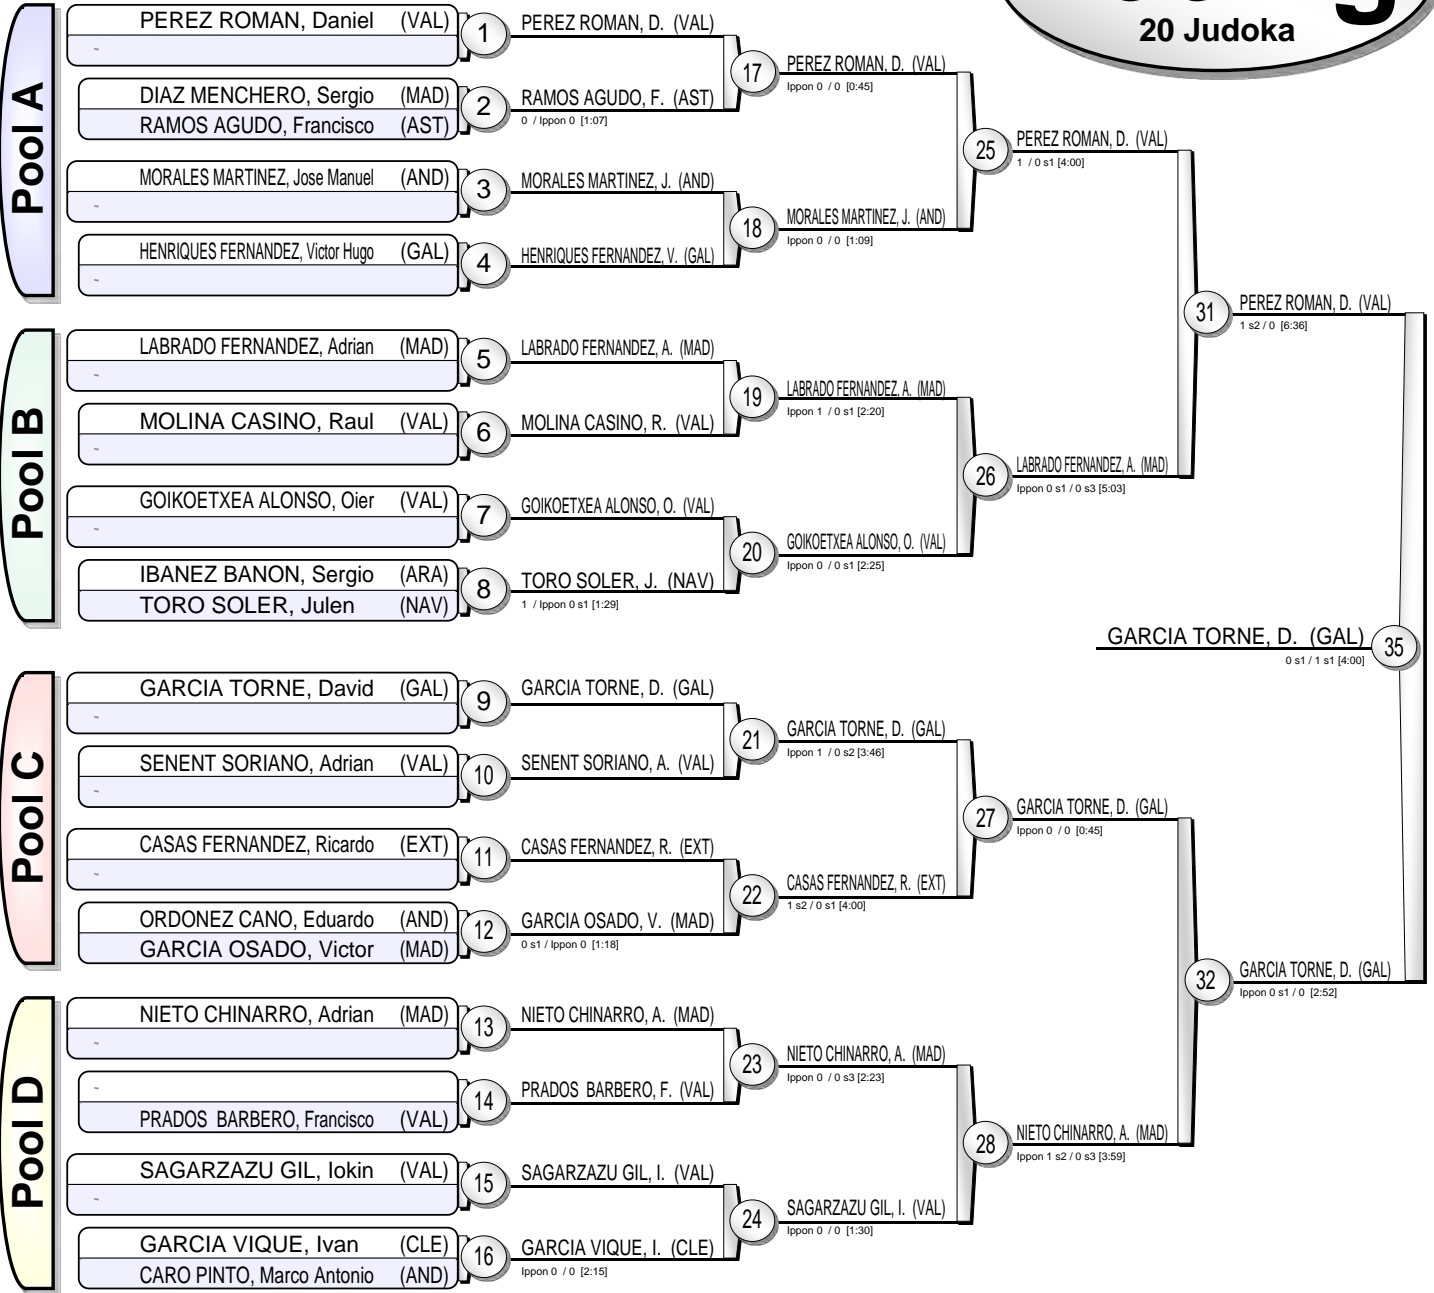 20 Judoka
Pool A
PEREZ ROMAN, Daniel (VAL)
~
1
PEREZ ROMAN, D. (VAL)
DIAZ MENCHERO, Sergio (MAD)
RAMOS AGUDO, Francisco (AST)
2
RAMOS AGUDO, F. (AST)
0 / Ippon 0 [1:07]
17
PEREZ ROMAN, D. (VAL)
Ippon 0 / 0 [0:45]
MORALES MARTINEZ, Jose Manuel (AND)
~
3
MORALES MARTINEZ, J. (AND)
HENRIQUES FERNANDEZ, Victor Hugo (GAL)
~
4
HENRIQUES FERNANDEZ, V. (GAL)
18
MORALES MARTINEZ, J. (AND)
Ippon 0 / 0 [1:09]
25
PEREZ ROMAN, D. (VAL)
1 / 0 s1 [4:00]
Pool B
LABRADO FERNANDEZ, Adrian (MAD)
~
5
LABRADO FERNANDEZ, A. (MAD)
MOLINA CASINO, Raul (VAL)
~
6
MOLINA CASINO, R. (VAL)
19
LABRADO FERNANDEZ, A. (MAD)
Ippon 1 / 0 s1 [2:20]
GOIKOETXEA ALONSO, Oier (VAL)
~
7
GOIKOETXEA ALONSO, O. (VAL)
IBANEZ BANON, Sergio (ARA)
TORO SOLER, Julen (NAV)
8
TORO SOLER, J. (NAV)
1 / Ippon 0 s1 [1:29]
20
GOIKOETXEA ALONSO, O. (VAL)
Ippon 0 / 0 s1 [2:25]
26
LABRADO FERNANDEZ, A. (MAD)
Ippon 0 s1 / 0 s3 [5:03]
31
PEREZ ROMAN, D. (VAL)
1 s2 / 0 [6:36]
GARCIA TORNE, D. (GAL)
0 s1 / 1 s1 [4:00]
35
Pool C
GARCIA TORNE, David (GAL)
~
9
GARCIA TORNE, D. (GAL)
SENENT SORIANO, Adrian (VAL)
~
10
SENENT SORIANO, A. (VAL)
21
GARCIA TORNE, D. (GAL)
Ippon 1 / 0 s2 [3:46]
CASAS FERNANDEZ, Ricardo (EXT)
~
11
CASAS FERNANDEZ, R. (EXT)
ORDONEZ CANO, Eduardo (AND)
GARCIA OSADO, Victor (MAD)
12
GARCIA OSADO, V. (MAD)
0 s1 / Ippon 0 [1:18]
22
CASAS FERNANDEZ, R. (EXT)
1 s2 / 0 s1 [4:00]
27
GARCIA TORNE, D. (GAL)
Ippon 0 / 0 [0:45]
Pool D
NIETO CHINARRO, Adrian (MAD)
~
13
NIETO CHINARRO, A. (MAD)
~
PRADOS BARBERO, Francisco (VAL)
14
PRADOS BARBERO, F. (VAL)
23
NIETO CHINARRO, A. (MAD)
Ippon 0 / 0 s3 [2:23]
SAGARZAZU GIL, Iokin (VAL)
~
15
SAGARZAZU GIL, I. (VAL)
GARCIA VIQUE, Ivan (CLE)
CARO PINTO, Marco Antonio (AND)
16
GARCIA VIQUE, I. (CLE)
Ippon 0 / 0 [2:15]
24
SAGARZAZU GIL, I. (VAL)
Ippon 0 / 0 [1:30]
28
NIETO CHINARRO, A. (MAD)
Ippon 1 s2 / 0 s3 [3:59]
32
GARCIA TORNE, D. (GAL)
Ippon 0 s1 / 0 [2:52]